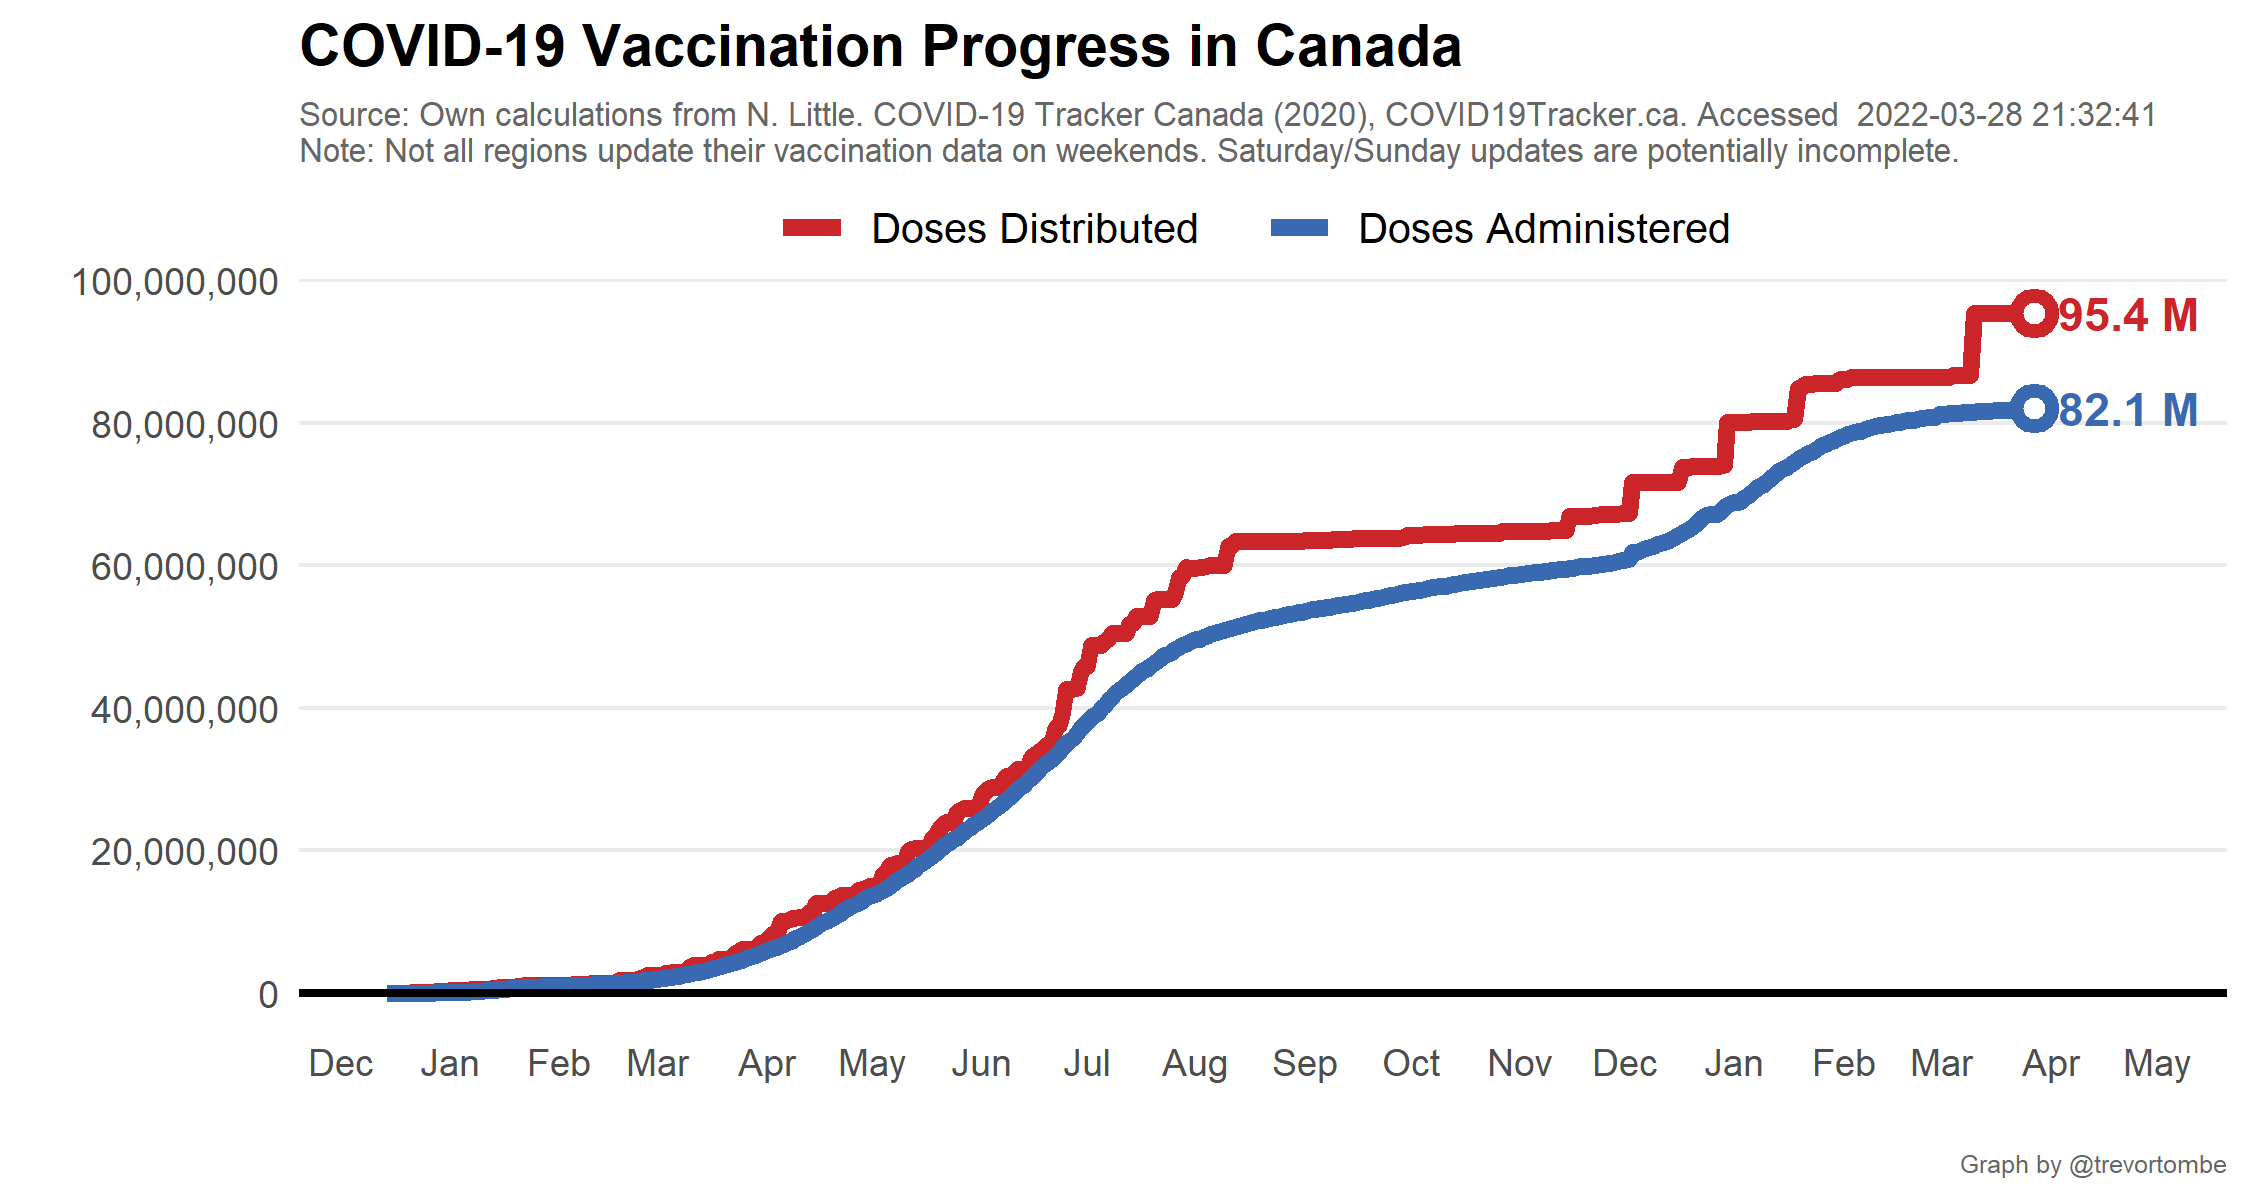 COVID-19 Vaccination Progress in Canada
Source: Own calculations from N. Little. COVID-19 Tracker Canada (2020), COVID19Tracker.ca. Accessed  2022-03-28 21:32:41
Note: Not all regions update their vaccination data on weekends. Saturday/Sunday updates are potentially incomplete.
Doses Distributed Doses Administered
100,000,000
95.4 M
80,000,000
82.1 M
60,000,000
40,000,000
20,000,000
0
Dec Jan Feb Mar Apr May Jun Jul Aug Sep Oct Nov Dec Jan Feb Mar Apr May
Graph by @trevortombe